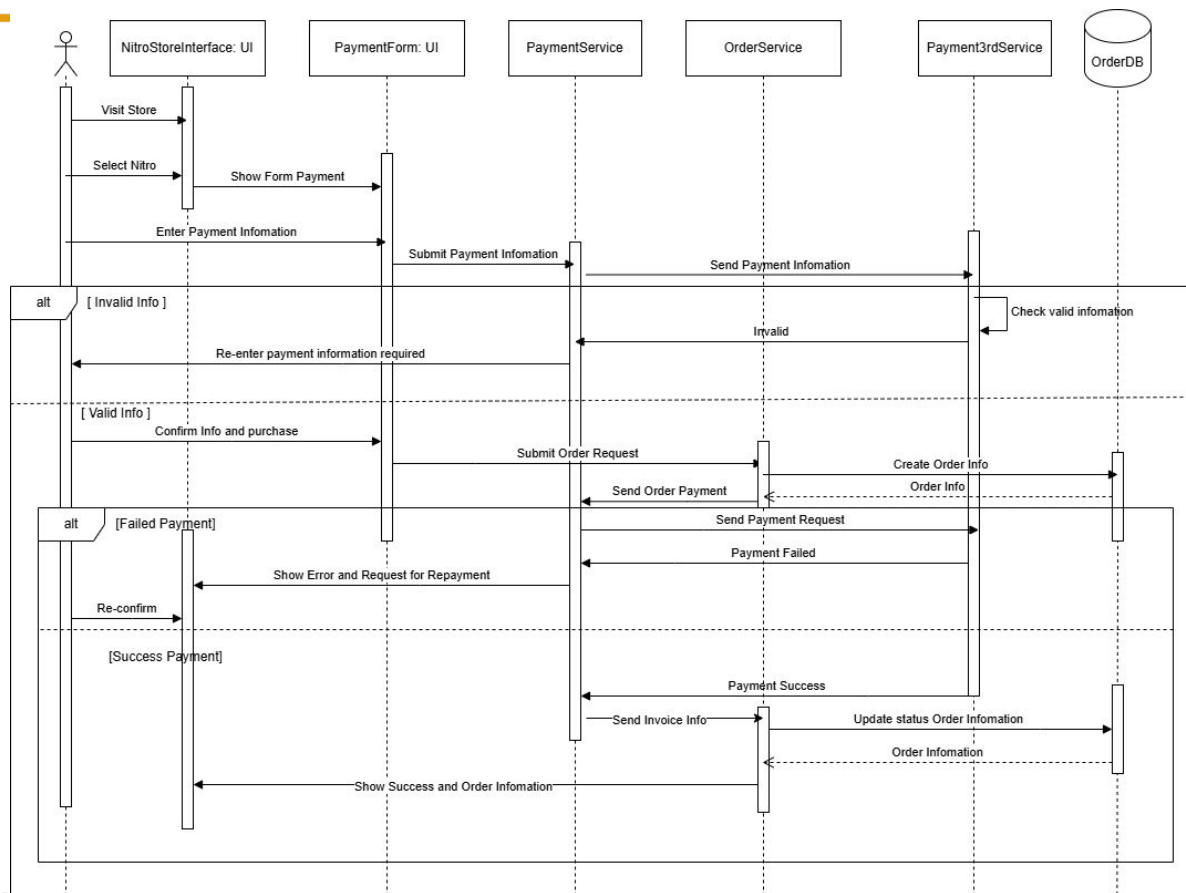 NitroStoreInterface: UI
PaymentForm: UI
PaymentService
OrderService
Payment3rdService
OrderDB
Visit Store
Select Nitro
Show Form Payment
Enter Payment Infomation
Submit Payment Infomation
Send Payment Infomation
alt
[ Invalid Info ]
Check valid infomation
Invalid
Re-enter payment information required
[ Valid Info ]
Confirm Info and purchase
Submit Order Request
Create Order Info
Order Info
Send Order Payment
alt
[Failed Payment]
Send Payment Request
Payment Failed
Show Error and Request for Repayment
Re-confirm
[Success Payment]
Payment Success
Send Invoice Info
Update status Order Infomation
Order Infomation
Show Success and Order Infomation